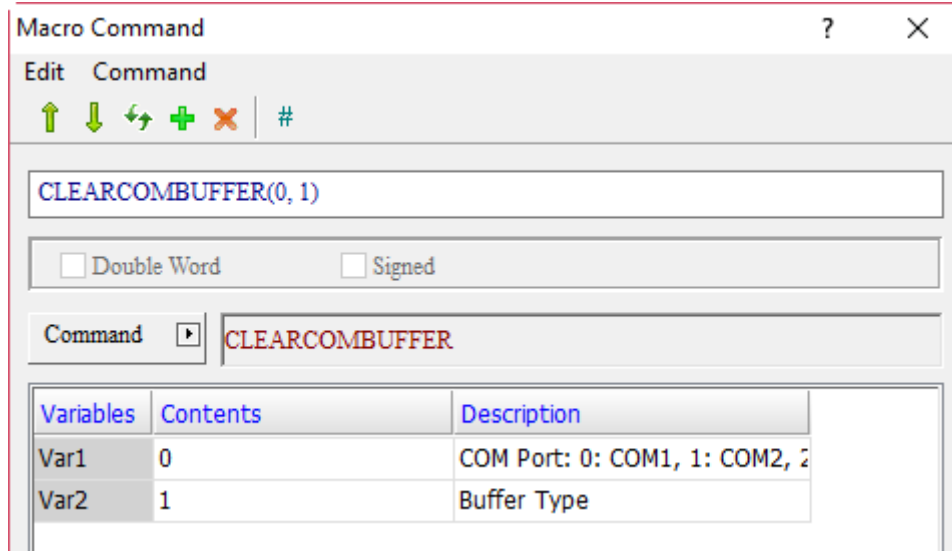 Macro Command ?
Edit Command
#
CLEARCOMBUFFER(0, 1)
Double Word Signed
Command CLEARCOMBUFFER
Variables Contents Description
Var1 0 COM Port: 0: COM1, 1: COM2, 2
Var2 1 Buffer Type